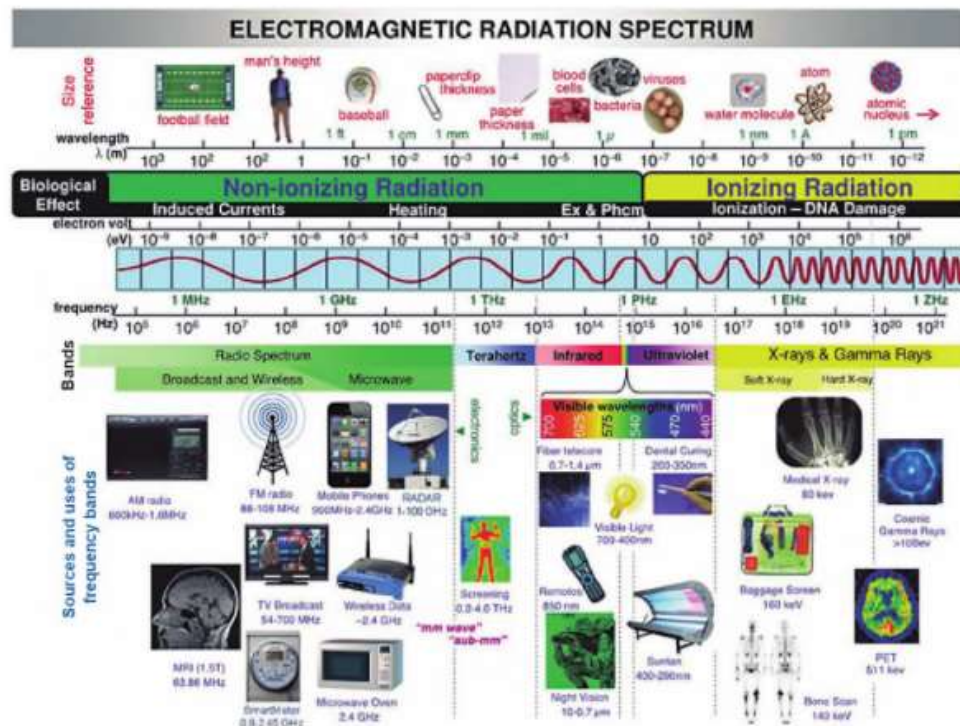 ELECTROMAGNETIC RADIATION SPECTRUM
Size reference
football field
man's height
baseball
paperclip thickness
paper thickness
blood cells
bacteria
viruses
water molecule
atom
atomic nucleus →
1 ft 1 cm 1 mm 1 mil 1 µ 1 nm 1 A 1 pm
wavelength
λ (m) 10³ 10² 10¹ 1 10⁻¹ 10⁻² 10⁻³ 10⁻⁴ 10⁻⁵ 10⁻⁶ 10⁻⁷ 10⁻⁸ 10⁻⁹ 10⁻¹⁰ 10⁻¹¹ 10⁻¹²
Biological Effect
Non-ionizing Radiation Ionizing Radiation
Induced Currents Heating Ex & Phcm Ionization – DNA Damage
electron volt
(eV) 10⁻⁹ 10⁻⁸ 10⁻⁷ 10⁻⁶ 10⁻⁵ 10⁻⁴ 10⁻³ 10⁻² 10⁻¹ 1 10 10² 10³ 10⁴ 10⁵ 10⁶
1 MHz 1 GHz 1 THz 1 PHz 1 EHz 1 ZHz
frequency
(Hz) 10⁵ 10⁶ 10⁷ 10⁸ 10⁹ 10¹⁰ 10¹¹ 10¹² 10¹³ 10¹⁴ 10¹⁵ 10¹⁶ 10¹⁷ 10¹⁸ 10¹⁹ 10²⁰ 10²¹
Bands
Radio Spectrum Terahertz Infrared Ultraviolet X-rays & Gamma Rays
Broadcast and Wireless Microwave Soft X-ray Hard X-ray
electronics
optics
Visible wavelengths (nm)
700 625 575 540 470 440
Sources and uses of frequency bands
AM radio
600kHz-1.6MHz
FM radio
88-108 MHz
Mobile Phones
900MHz-2.4GHz
RADAR
1-100 GHz
Fiber telecom
0.7-1.4 µm
Dental Curing
200-350nm
Medical X-ray
80 kev
Visible Light
700-400nm
Cosmic Gamma Rays
TV Broadcast
54-700 MHz
Wireless Data
~2.4 GHz
Screening
"mm wave"
"sub-mm"
Remotes
850 nm
Baggage Screen
160 keV
MRI (1.5T)
63.86 MHz
SmartMeter
Microwave Oven
2.4 GHz
Night Vision
10-0.7 µm
Suntan
PET
511 kev
Bone Scan
140 keV